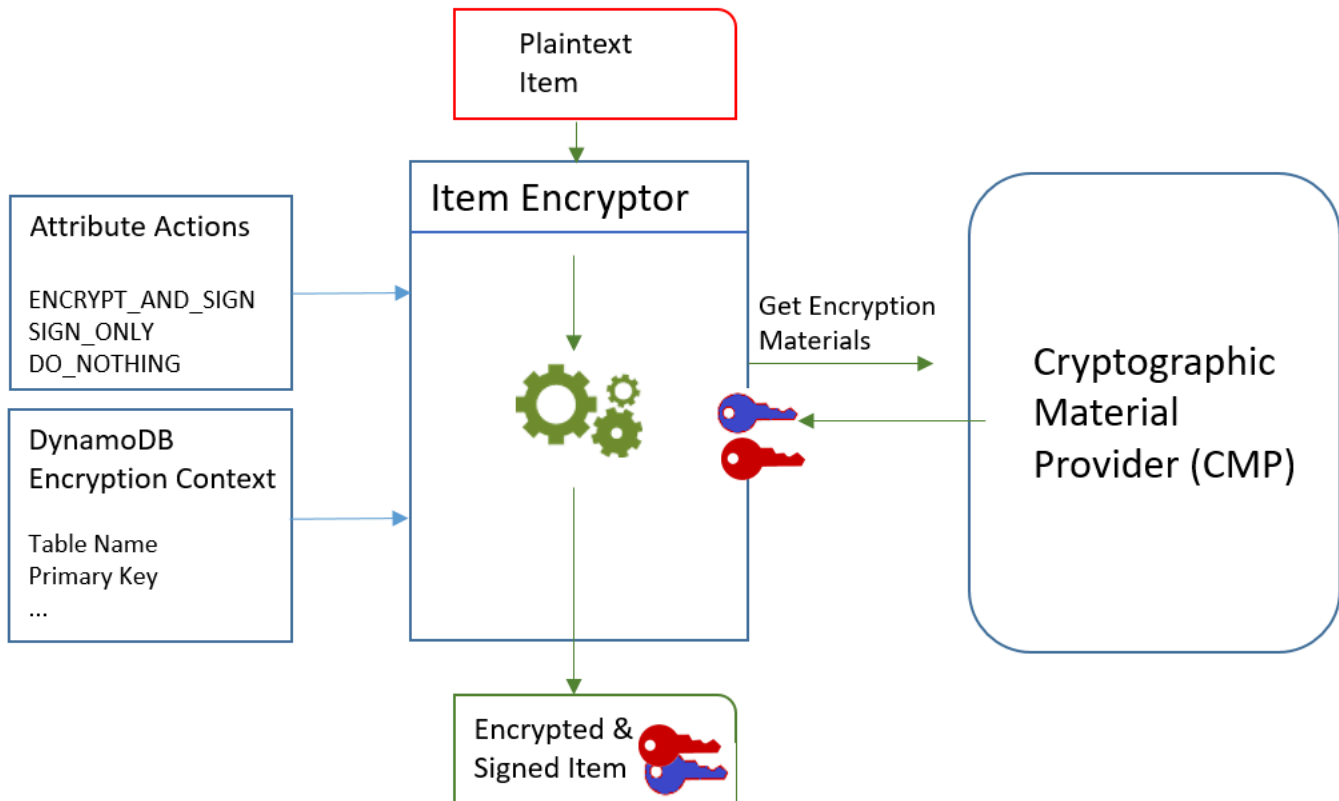 Plaintext
Item
Item Encryptor
Attribute Actions
ENCRYPT_AND_SIGN
SIGN_ONLY
DO_NOTHING
DynamoDB
Encryption Context
Table Name
Primary Key
...
Get Encryption
Materials
Cryptographic
Material
Provider (CMP)
Encrypted &
Signed Item